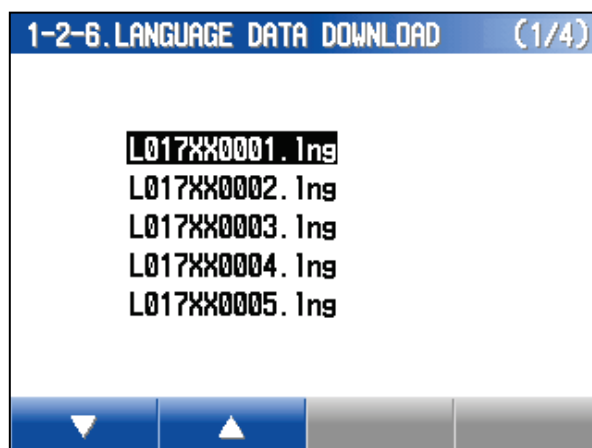 1-2-6.LANGUAGE DATA DOWNLOAD (1/4)
L017XX0001.lng
L017XX0002.lng
L017XX0003.lng
L017XX0004.lng
L017XX0005.lng
▼ ▲